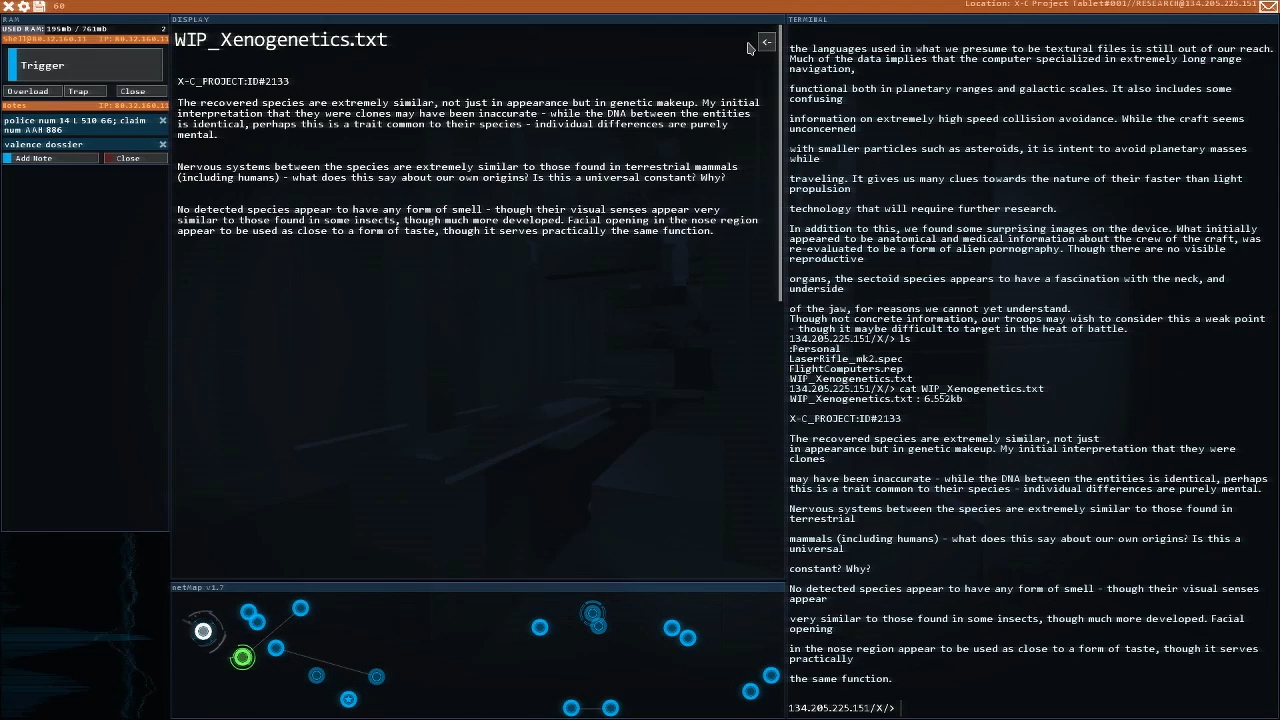 60
Location: X-C Project Tablet#001//RESEARCH@134.205.225.151
RAM
USED RAM: 195mb / 761mb 2
Shell@80.32.160.11 IP: 80.32.160.11
Trigger
Overload Trap Close
Notes IP: 80.32.160.11
police num 14 L 510 66; claim
num AAH 886
valence dossier
Add Note Close
DISPLAY
WIP_Xenogenetics.txt
<-
X-C_PROJECT:ID#2133
The recovered species are extremely similar, not just in appearance but in genetic makeup. My initial
interpretation that they were clones may have been inaccurate - while the DNA between the entities
is identical, perhaps this is a trait common to their species - individual differences are purely
mental.
Nervous systems between the species are extremely similar to those found in terrestrial mammals
(including humans) - what does this say about our own origins? Is this a universal constant? Why?
No detected species appear to have any form of smell - though their visual senses appear very
similar to those found in some insects, though much more developed. Facial opening in the nose region
appear to be used as close to a form of taste, though it serves practically the same function.
netMap v1.7
TERMINAL
the languages used in what we presume to be textural files is still out of our reach.
Much of the data implies that the computer specialized in extremely long range
navigation,
functional both in planetary ranges and galactic scales. It also includes some
confusing
information on extremely high speed collision avoidance. While the craft seems
unconcerned
with smaller particles such as asteroids, it is intent to avoid planetary masses
while
traveling. It gives us many clues towards the nature of their faster than light
propulsion
technology that will require further research.
In addition to this, we found some surprising images on the device. What initially
appeared to be anatomical and medical information about the crew of the craft, was
re-evaluated to be a form of alien pornography. Though there are no visible
reproductive
organs, the sectoid species appears to have a fascination with the neck, and
underside
of the jaw, for reasons we cannot yet understand.
Though not concrete information, our troops may wish to consider this a weak point
- though it maybe difficult to target in the heat of battle.
134.205.225.151/X/> ls
:Personal
LaserRifle_mk2.spec
FlightComputers.rep
WIP_Xenogenetics.txt
134.205.225.151/X/> cat WIP_Xenogenetics.txt
WIP_Xenogenetics.txt : 6.552kb
X-C_PROJECT:ID#2133
The recovered species are extremely similar, not just
in appearance but in genetic makeup. My initial interpretation that they were
clones
may have been inaccurate - while the DNA between the entities is identical, perhaps
this is a trait common to their species - individual differences are purely mental.
Nervous systems between the species are extremely similar to those found in
terrestrial
mammals (including humans) - what does this say about our own origins? Is this a
universal
constant? Why?
No detected species appear to have any form of smell - though their visual senses
appear
very similar to those found in some insects, though much more developed. Facial
opening
in the nose region appear to be used as close to a form of taste, though it serves
practically
the same function.
134.205.225.151/X/>